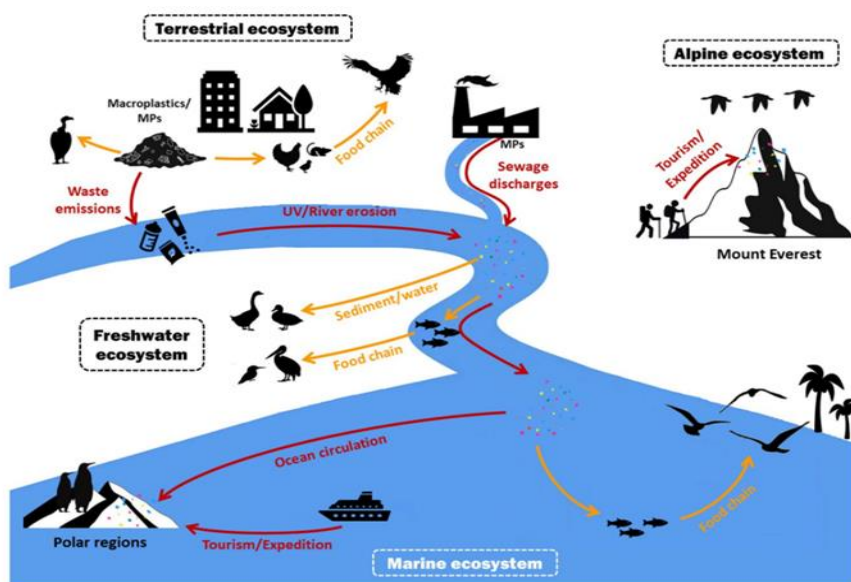 Terrestrial ecosystem
Alpine ecosystem
Macroplastics/
MPs
Food chain
MPs
Tourism/
Expedition
Sewage
discharges
Waste
emissions
UV/River erosion
Mount Everest
Sediment/water
Freshwater
ecosystem
Food chain
Ocean circulation
Food chain
Polar regions
Tourism/Expedition
Marine ecosystem